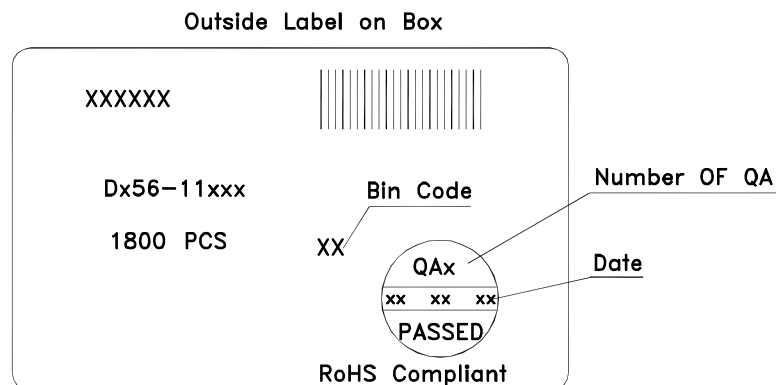 Outside Label on Box
XXXXXX
Dx56-11xxx
Bin Code
Number OF QA
1800 PCS
XX
QAx
Date
xx xx xx
PASSED
RoHS Compliant